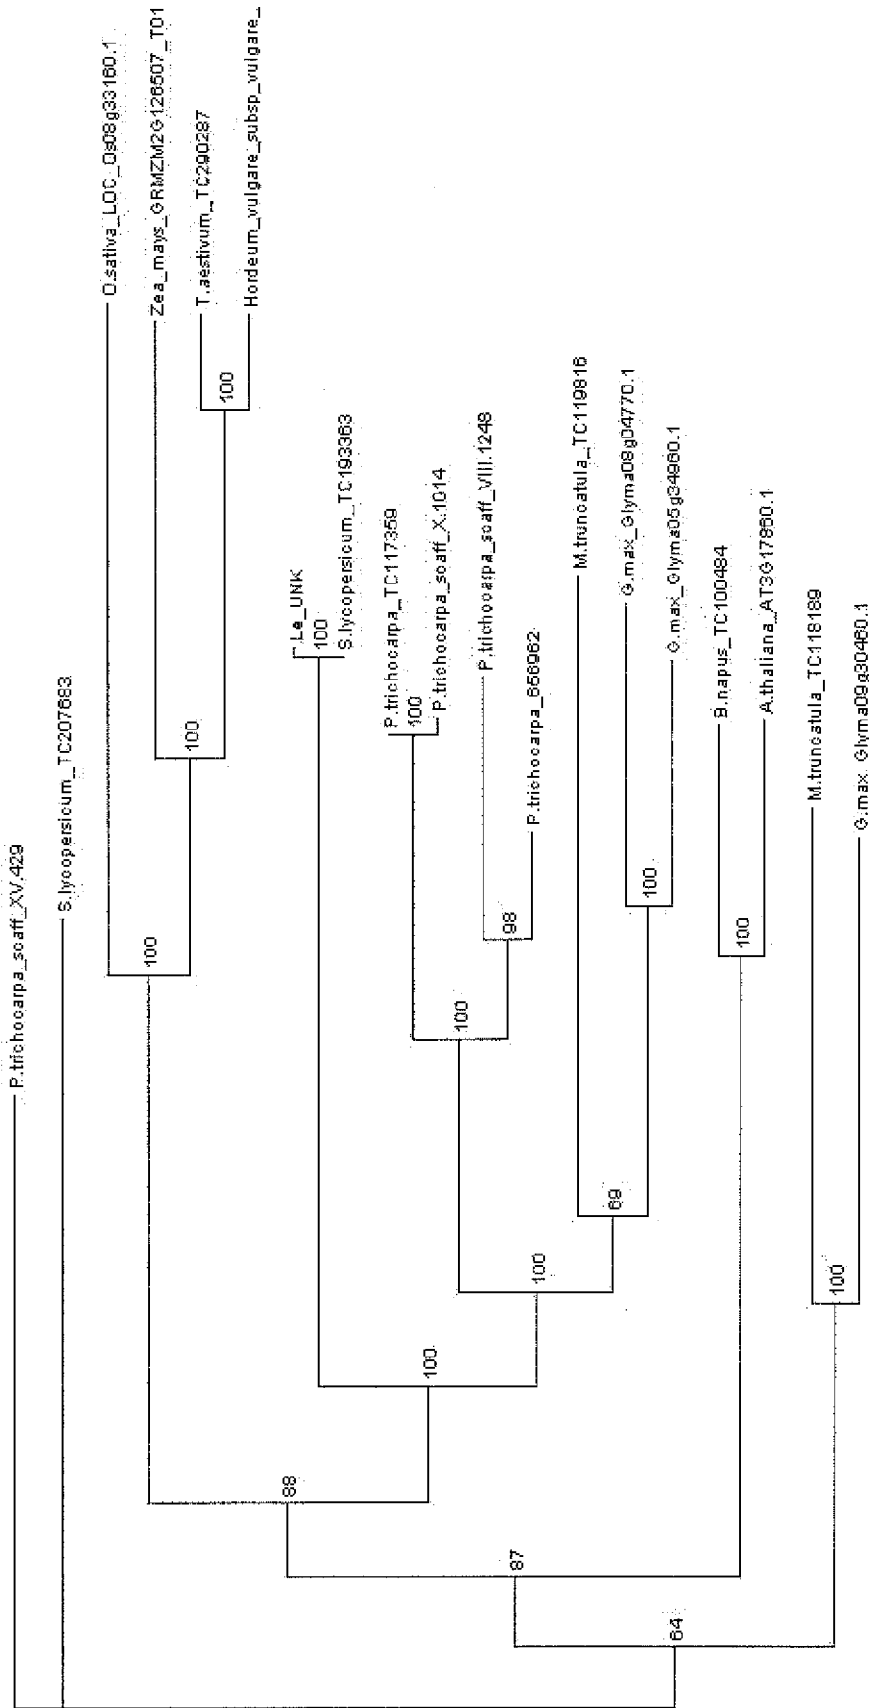 P.trichocarpa_scaff_XV.429
S.lycopersicum_TC207683
O.sativa_LOC_Os08g33160.1
100
Zea_mays_GRMZM2G126507_T01
100
T.aestivum_TC290287
100
Hordeum_vulgare_subsp_vulgare_
88
Le_UNK
100
S.lycopersicum_TC193363
100
P.trichocarpa_TC117359
100
P.trichocarpa_scaff_X.1014
100
P.trichocarpa_scaff_VIII.1248
98
P.trichocarpa_656962
100
M.truncatula_TC119816
69
G.max_Glyma08g04770.1
100
G.max_Glyma05g34960.1
87
B.napus_TC100484
100
A.thaliana_AT3G17860.1
64
M.truncatula_TC118189
100
G.max_Glyma09g30460.1